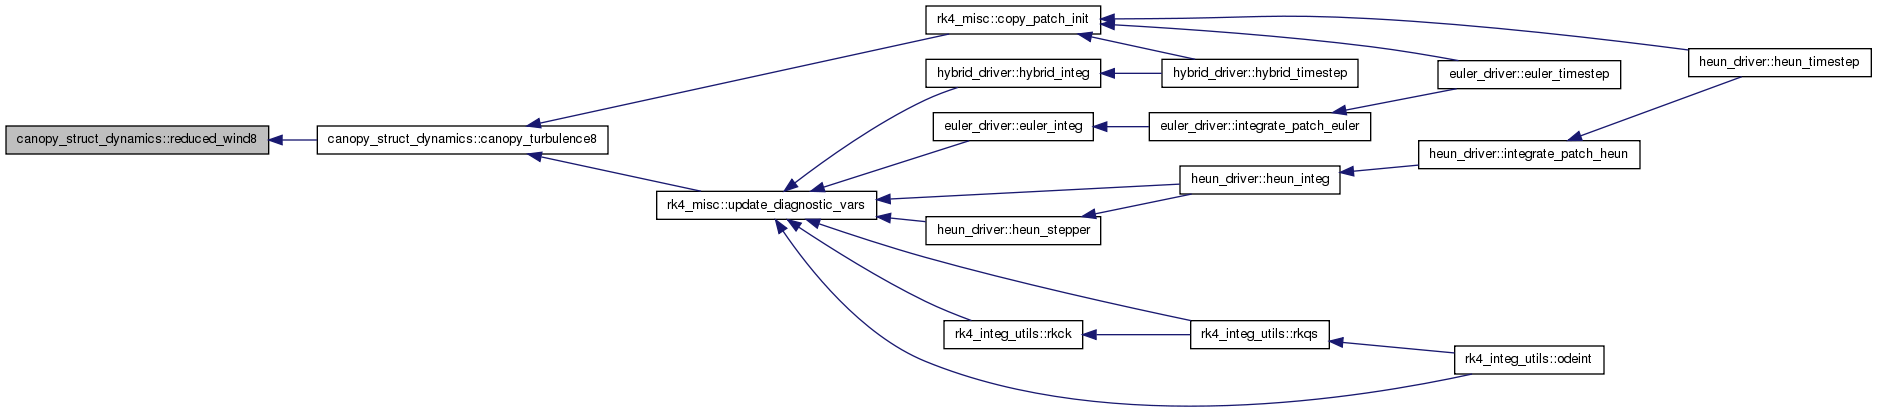 rk4_misc::copy_patch_init
heun_driver::heun_timestep
hybrid_driver::hybrid_integ
hybrid_driver::hybrid_timestep
euler_driver::euler_timestep
canopy_struct_dynamics::reduced_wind8
canopy_struct_dynamics::canopy_turbulence8
euler_driver::euler_integ
euler_driver::integrate_patch_euler
heun_driver::integrate_patch_heun
rk4_misc::update_diagnostic_vars
heun_driver::heun_integ
heun_driver::heun_stepper
rk4_integ_utils::rkck
rk4_integ_utils::rkqs
rk4_integ_utils::odeint